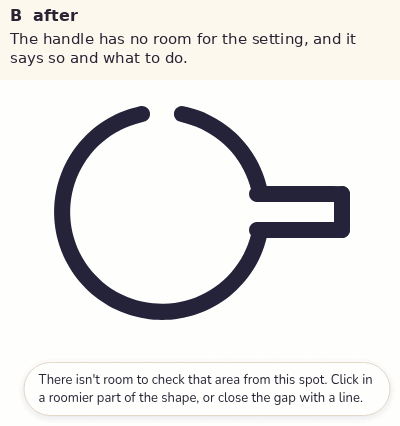 B after
The handle has no room for the setting, and it
says so and what to do.
There isn't room to check that area from this spot. Click in
a roomier part of the shape, or close the gap with a line.